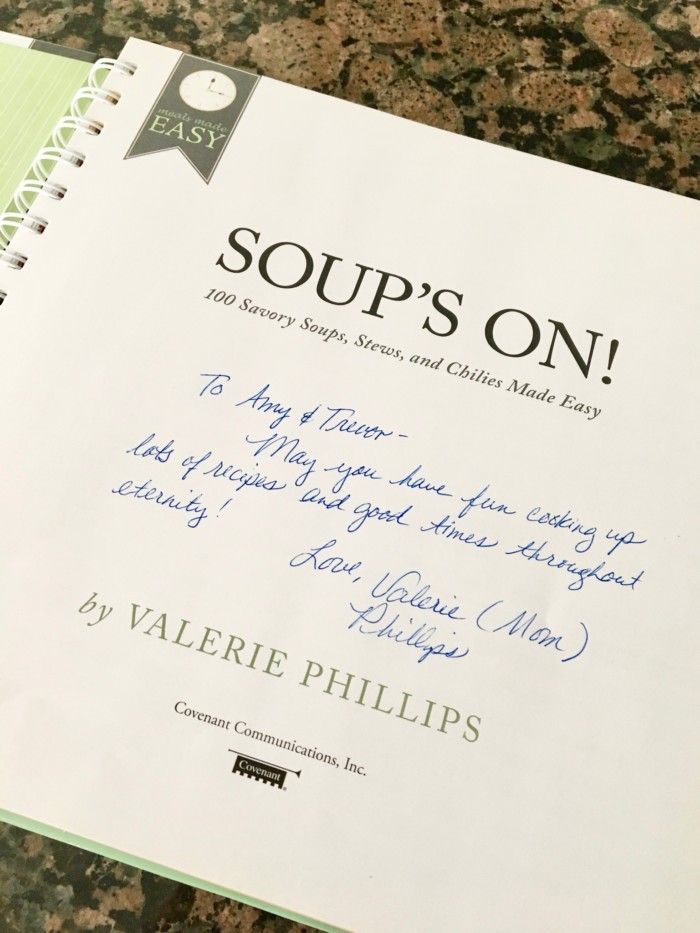 meals made
EASY
SOUP'S ON!
100 Savory Soups, Stews, and Chilies Made Easy
To Amy & Trevor-
May you have fun cooking up
lots of recipes and good times throughout
eternity!
Love, Valerie (Mom)
Phillips
by VALERIE PHILLIPS
Covenant Communications, Inc.
Covenant